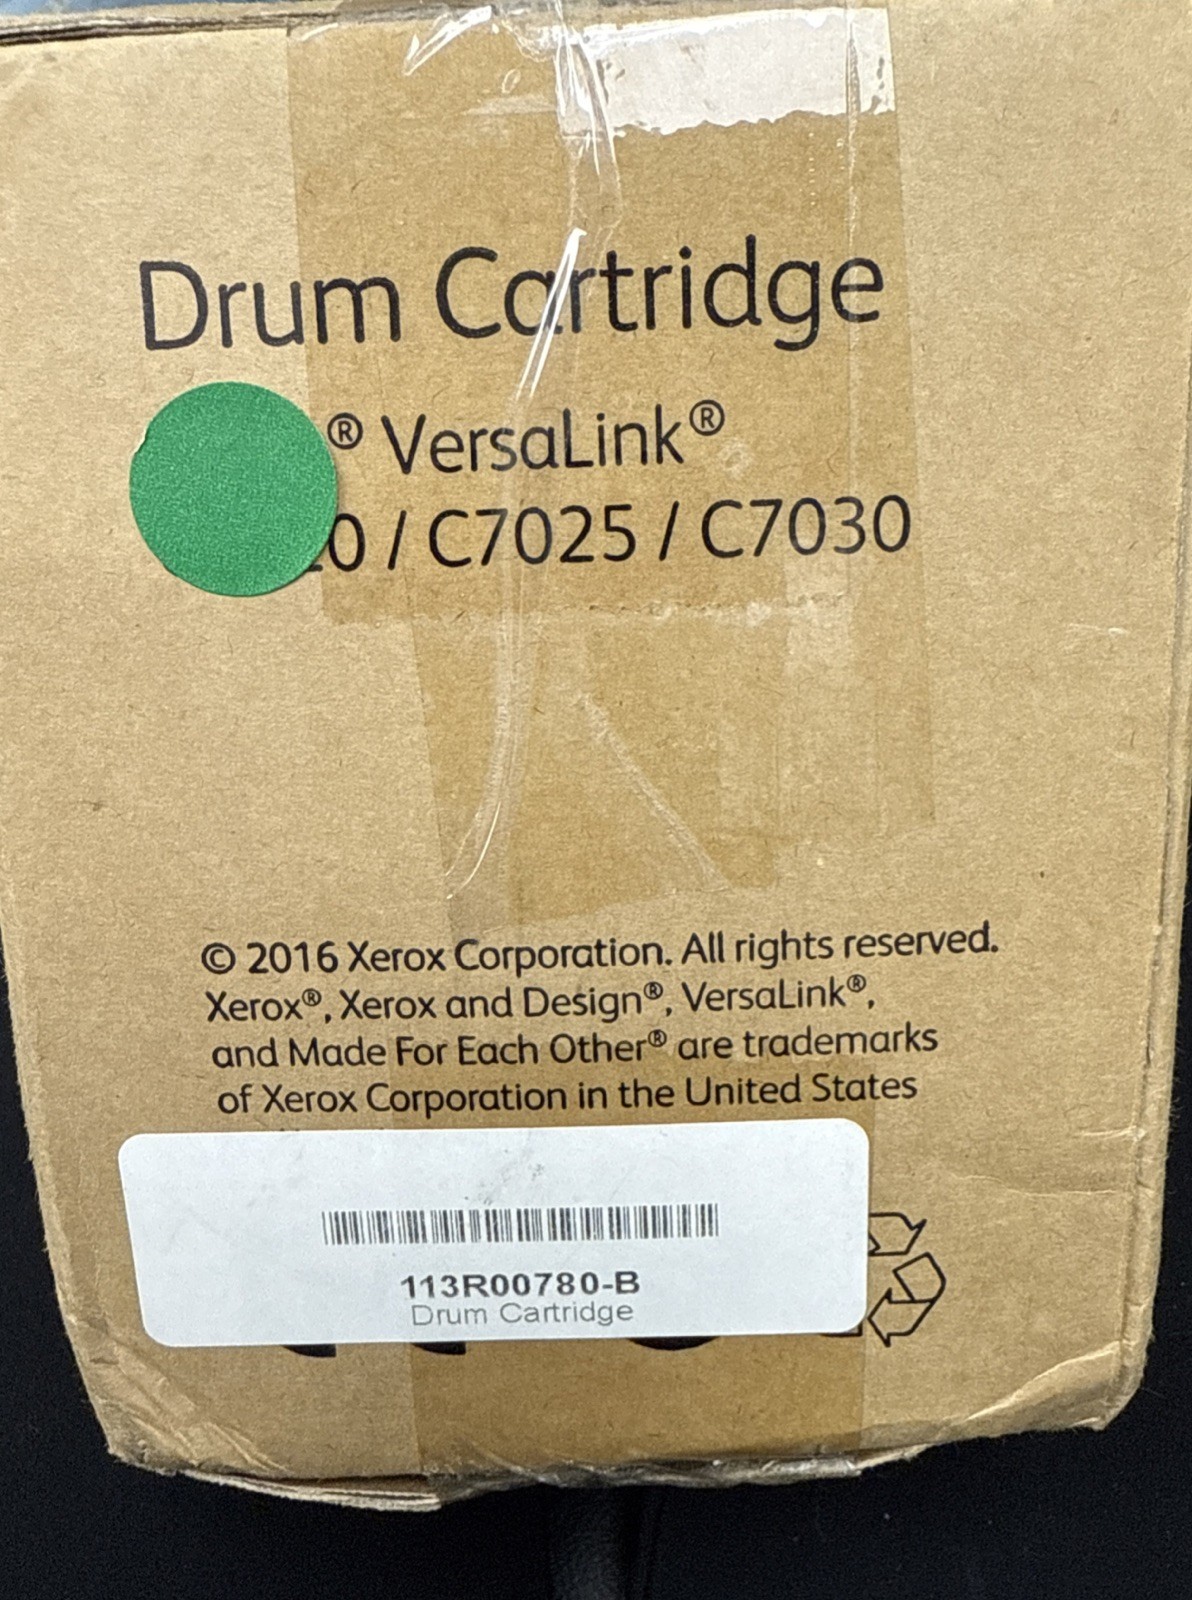 Drum Cartridge
® VersaLink®
20 / C7025 / C7030
© 2016 Xerox Corporation. All rights reserved.
Xerox®, Xerox and Design®, VersaLink®,
and Made For Each Other® are trademarks
of Xerox Corporation in the United States
113R00780-B
Drum Cartridge